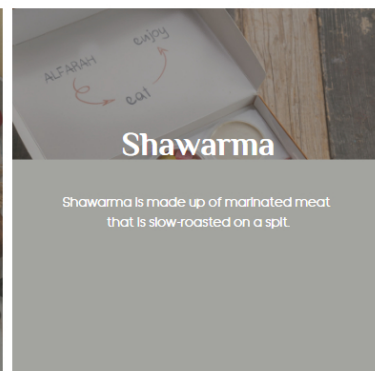 enjoy
ALFARAH
eat
Shawarma
Shawarma is made up of marinated meat
that is slow-roasted on a spit.